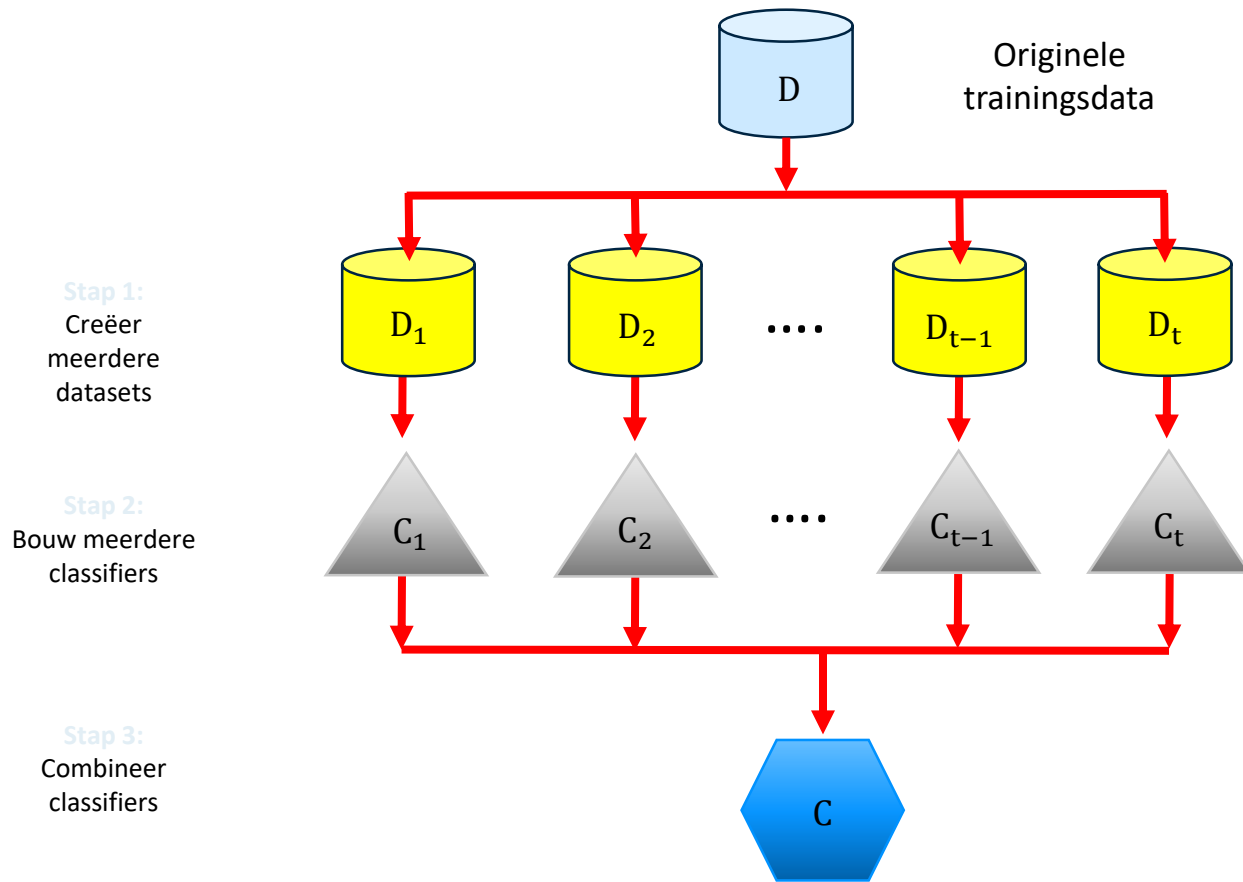 D
Originele
trainingsdata
Stap 1:
Creëer
meerdere
datasets
D₁
D₂
....
Dₜ₋₁
Dₜ
Stap 2:
Bouw meerdere
classifiers
C₁
C₂
....
Cₜ₋₁
Cₜ
Stap 3:
Combineer
classifiers
C